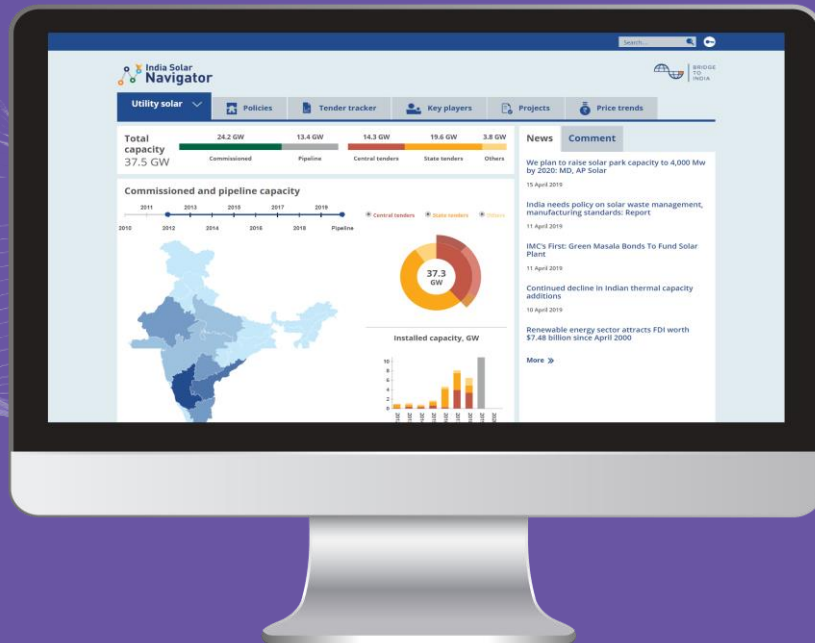 Search ...
India Solar
Navigator
BRIDGE
TO
INDIA
Utility solar
Policies
Tender tracker
Key players
Projects
Price trends
Total
capacity
37.5 GW
24.2 GW
13.4 GW
14.3 GW
19.6 GW
3.8 GW
Commissioned
Pipeline
Central tenders
State tenders
Others
Commissioned and pipeline capacity
2011
2013
2015
2017
2019
2010
2012
2014
2016
2018
Pipeline
Central tenders
State tenders
Others
37.3
GW
Installed capacity, GW
10
8
6
4
2
0
News
Comment
We plan to raise solar park capacity to 4,000 Mw
by 2020: MD, AP Solar
15 April 2019
India needs policy on solar waste management,
manufacturing standards: Report
11 April 2019
IMC's First: Green Masala Bonds To Fund Solar
Plant
11 April 2019
Continued decline in Indian thermal capacity
additions
10 April 2019
Renewable energy sector attracts FDI worth
$7.48 billion since April 2000
More »